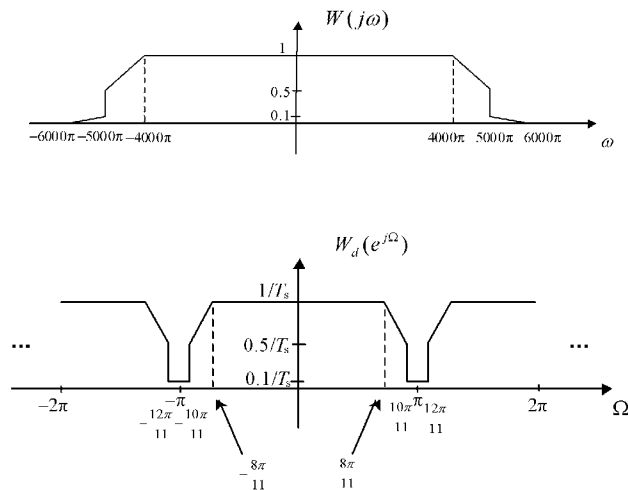 W(jω)
1
0.5
0.1
−6000π −5000π −4000π 4000π 5000π 6000π ω
W_d(e^{jΩ})
1/T_s
... 0.5/T_s ...
0.1/T_s
−2π −π π 2π Ω
−12π/11 −10π/11 10π/11 12π/11
−8π/11 8π/11